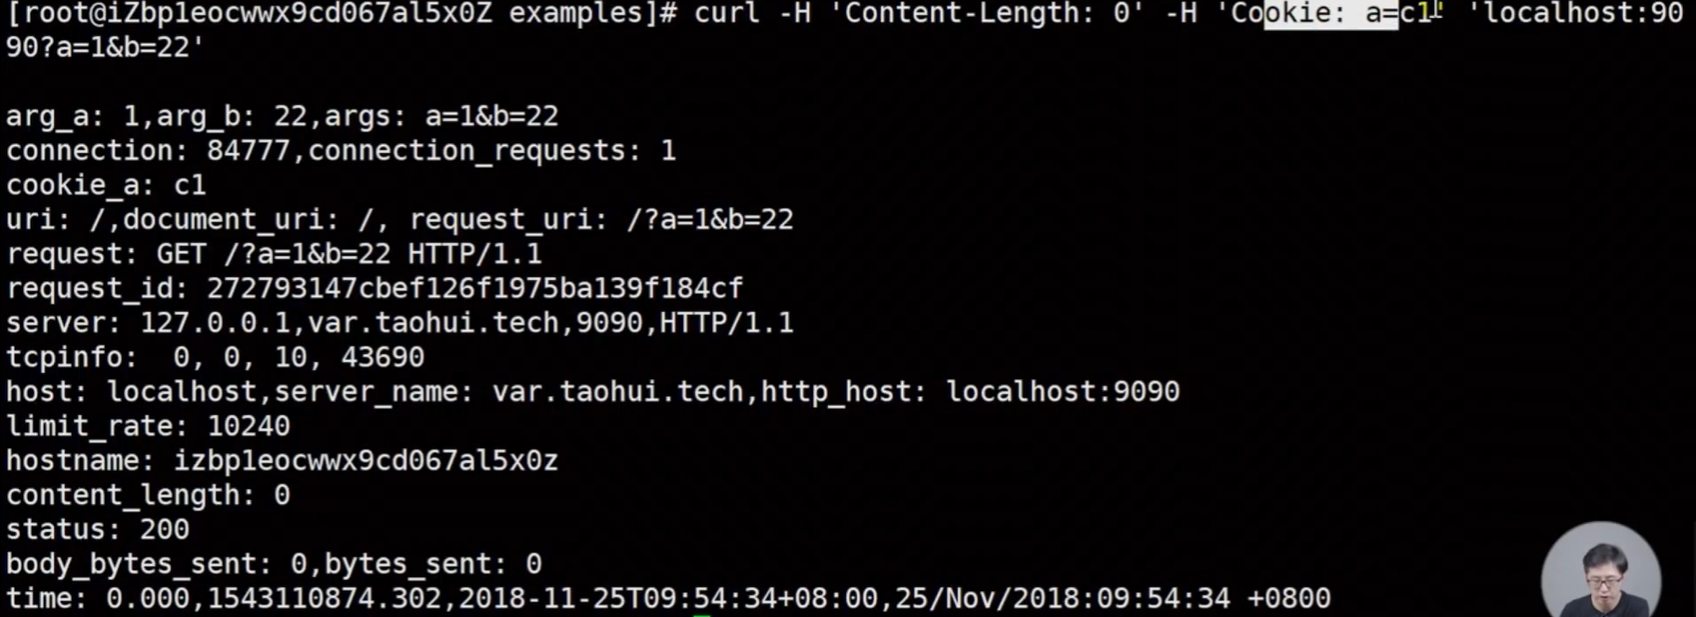 [root@iZbp1eocwwx9cd067al5x0Z examples]# curl -H 'Content-Length: 0' -H 'Cookie: a=c1' 'localhost:90
90?a=1&b=22'
arg_a: 1,arg_b: 22,args: a=1&b=22
connection: 84777,connection_requests: 1
cookie_a: c1
uri: /,document_uri: /, request_uri: /?a=1&b=22
request: GET /?a=1&b=22 HTTP/1.1
request_id: 272793147cbef126f1975ba139f184cf
server: 127.0.0.1,var.taohui.tech,9090,HTTP/1.1
tcpinfo:  0, 0, 10, 43690
host: localhost,server_name: var.taohui.tech,http_host: localhost:9090
limit_rate: 10240
hostname: izbp1eocwwx9cd067al5x0z
content_length: 0
status: 200
body_bytes_sent: 0,bytes_sent: 0
time: 0.000,1543110874.302,2018-11-25T09:54:34+08:00,25/Nov/2018:09:54:34 +0800